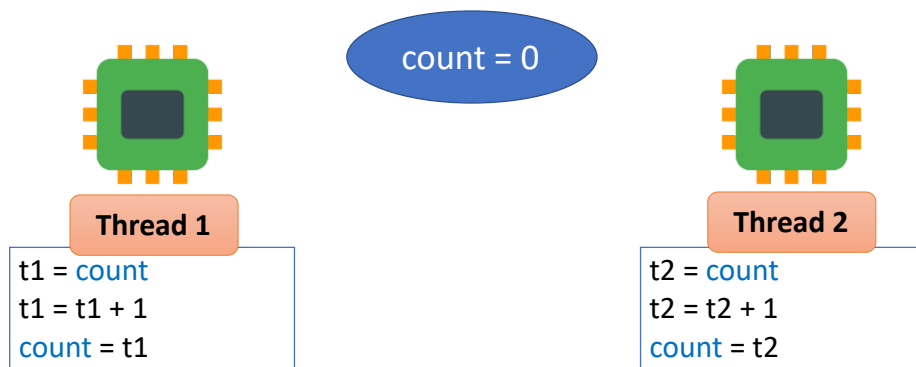 count = 0
Thread 1
t1 = count
t1 = t1 + 1
count = t1
Thread 2
t2 = count
t2 = t2 + 1
count = t2